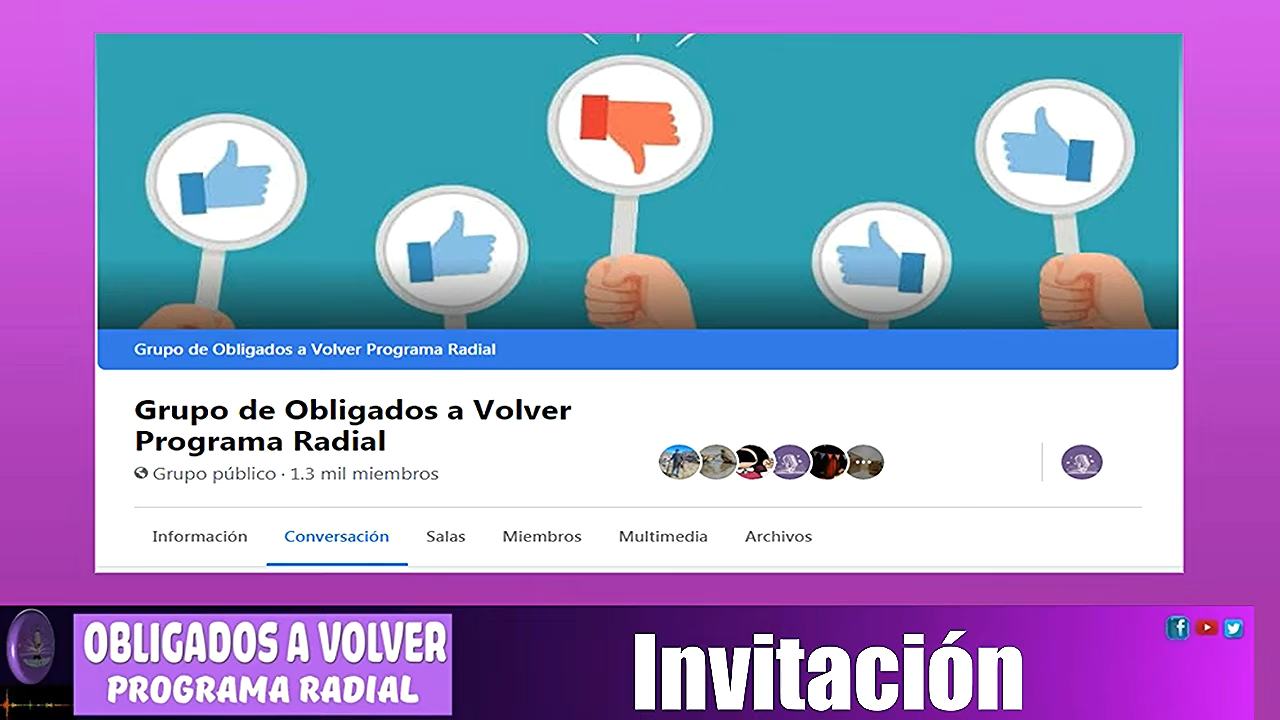 Grupo de Obligados a Volver Programa Radial
Grupo de Obligados a Volver
Programa Radial
Grupo público · 1.3 mil miembros
Información Conversación Salas Miembros Multimedia Archivos
OBLIGADOS A VOLVER
PROGRAMA RADIAL
Invitación